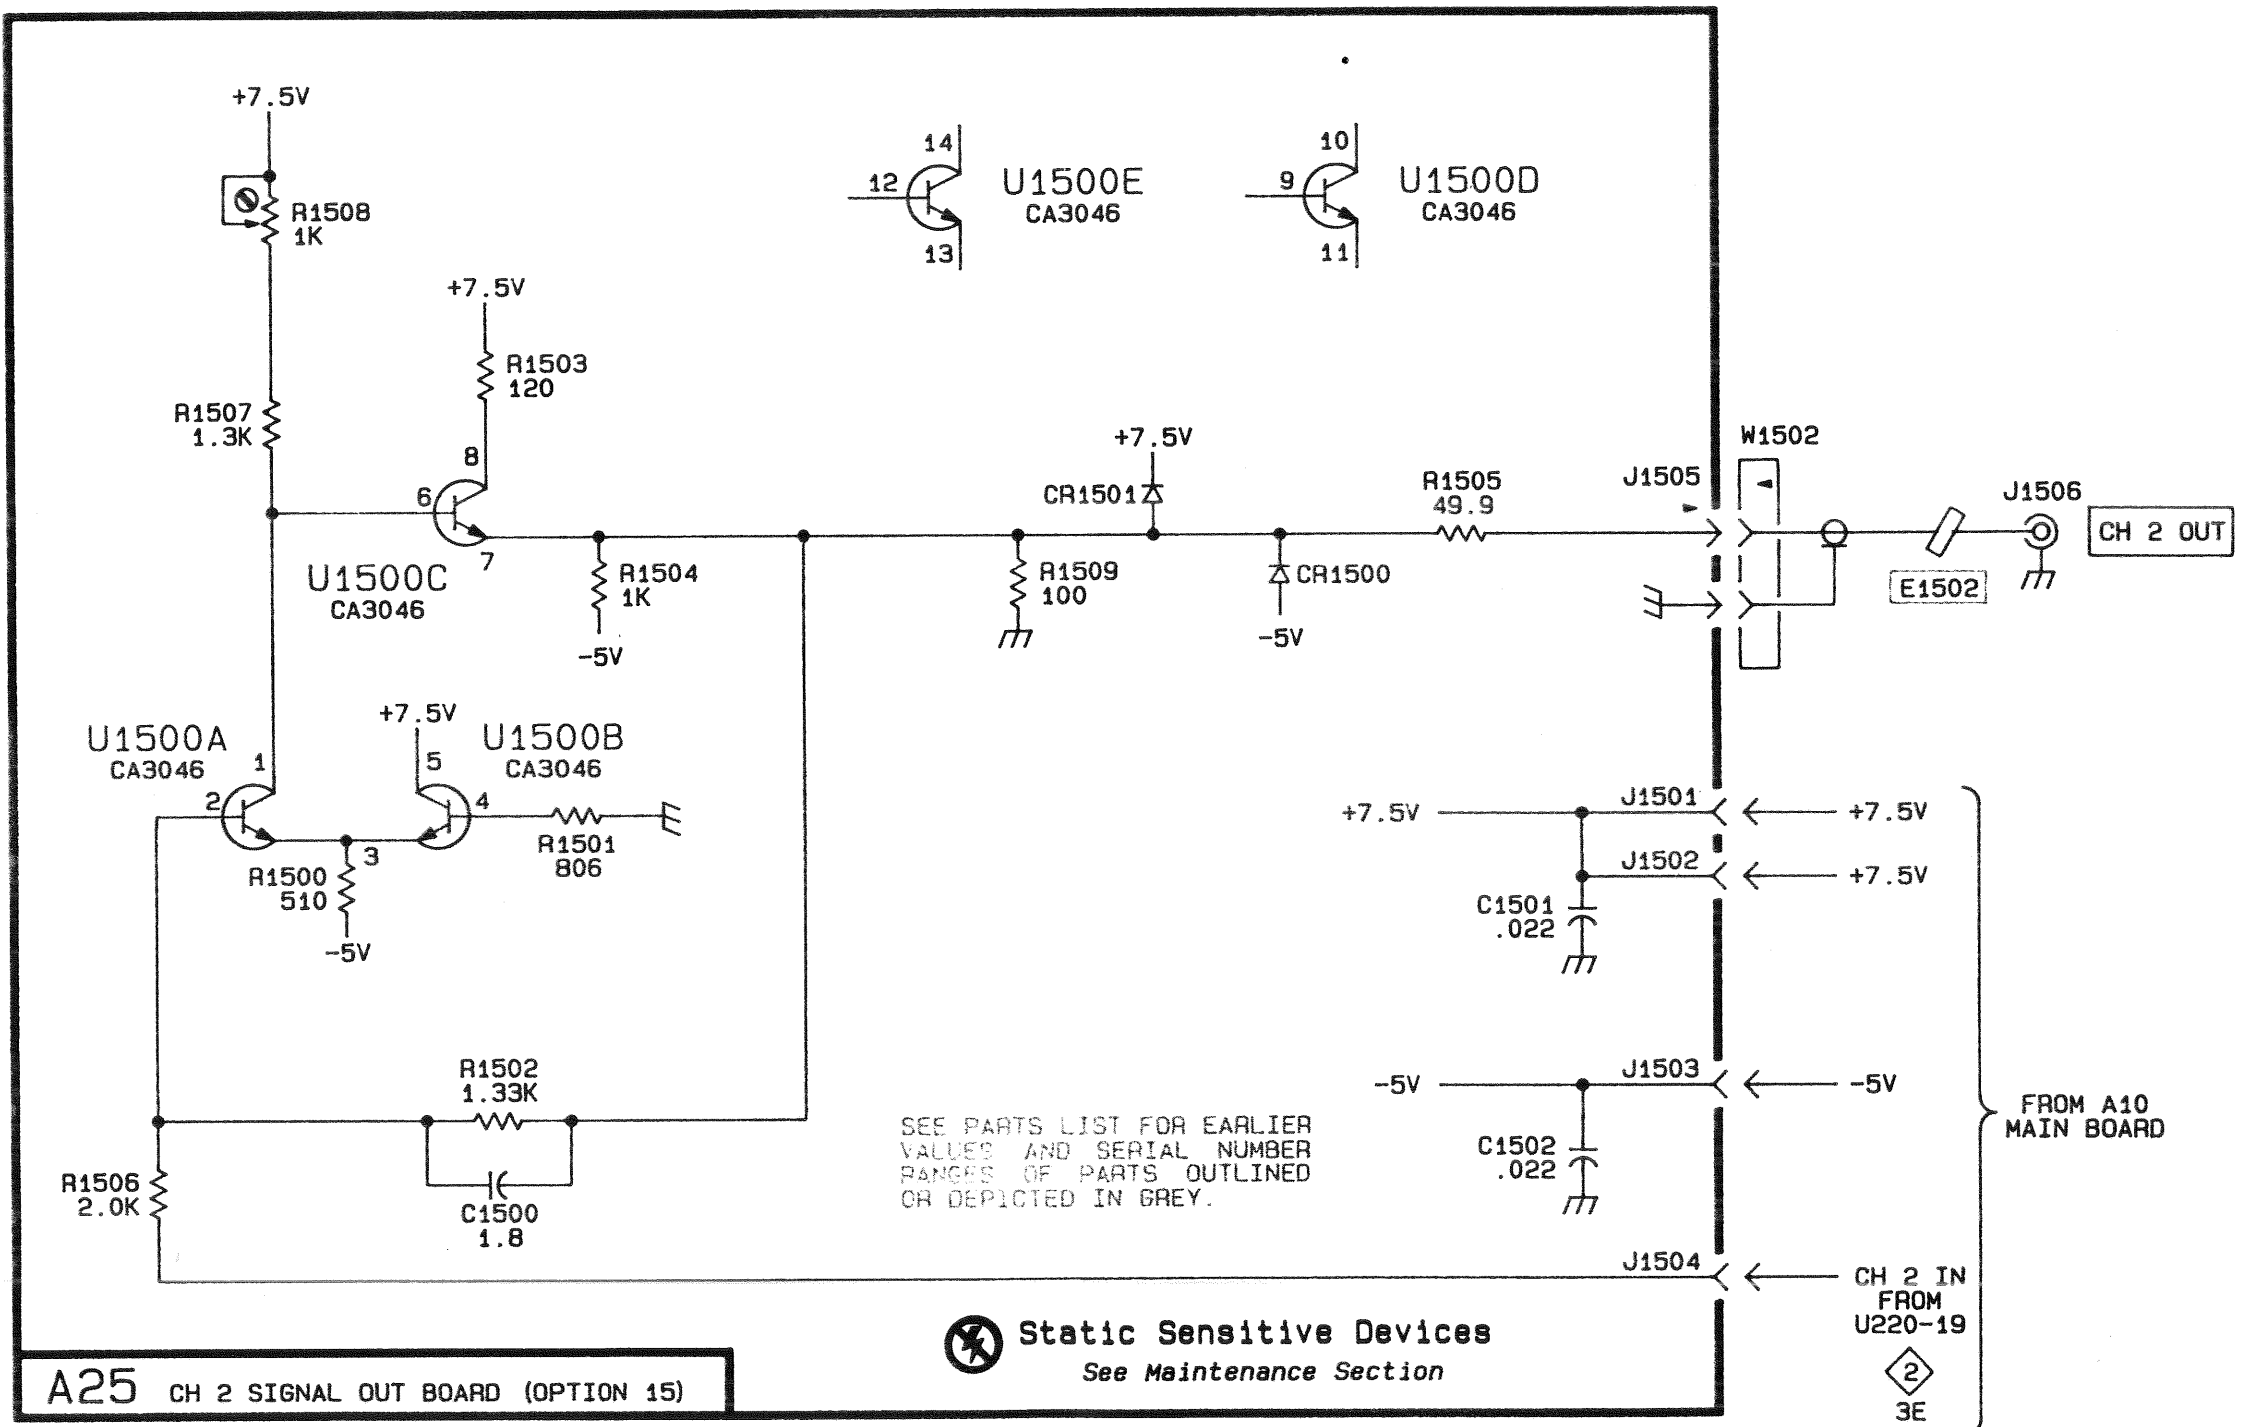 +7.5V
R1508
1K
14
12
13
U1500E
CA3046
10
9
11
U1500D
CA3046
+7.5V
R1503
120
R1507
1.3K
8
6
7
U1500C
CA3046
R1504
1K
-5V
+7.5V
CR1501
R1509
100
CR1500
-5V
R1505
49.9
J1505
W1502
J1506
CH 2 OUT
E1502
U1500A
CA3046
1
2
+7.5V
5
U1500B
CA3046
4
3
R1501
806
R1500
510
-5V
+7.5V
J1501
+7.5V
J1502
+7.5V
C1501
.022
R1502
1.33K
C1500
1.8
R1506
2.0K
-5V
J1503
-5V
C1502
.022
FROM A10
MAIN BOARD
SEE PARTS LIST FOR EARLIER
VALUES AND SERIAL NUMBER
RANGES OF PARTS OUTLINED
OR DEPICTED IN GREY.
J1504
CH 2 IN
FROM
U220-19
2
3E
Static Sensitive Devices
See Maintenance Section
A25 CH 2 SIGNAL OUT BOARD (OPTION 15)